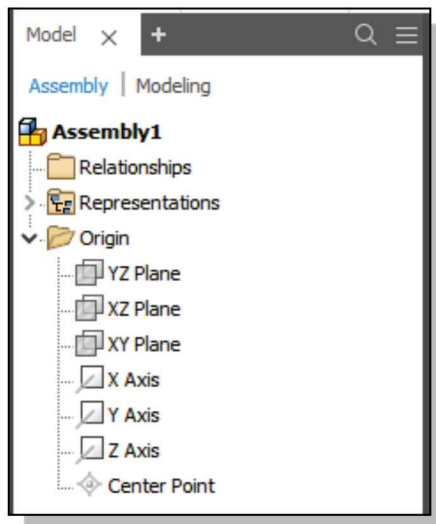 Model
Assembly | Modeling
Assembly1
Relationships
Representations
Origin
YZ Plane
XZ Plane
XY Plane
X Axis
Y Axis
Z Axis
Center Point